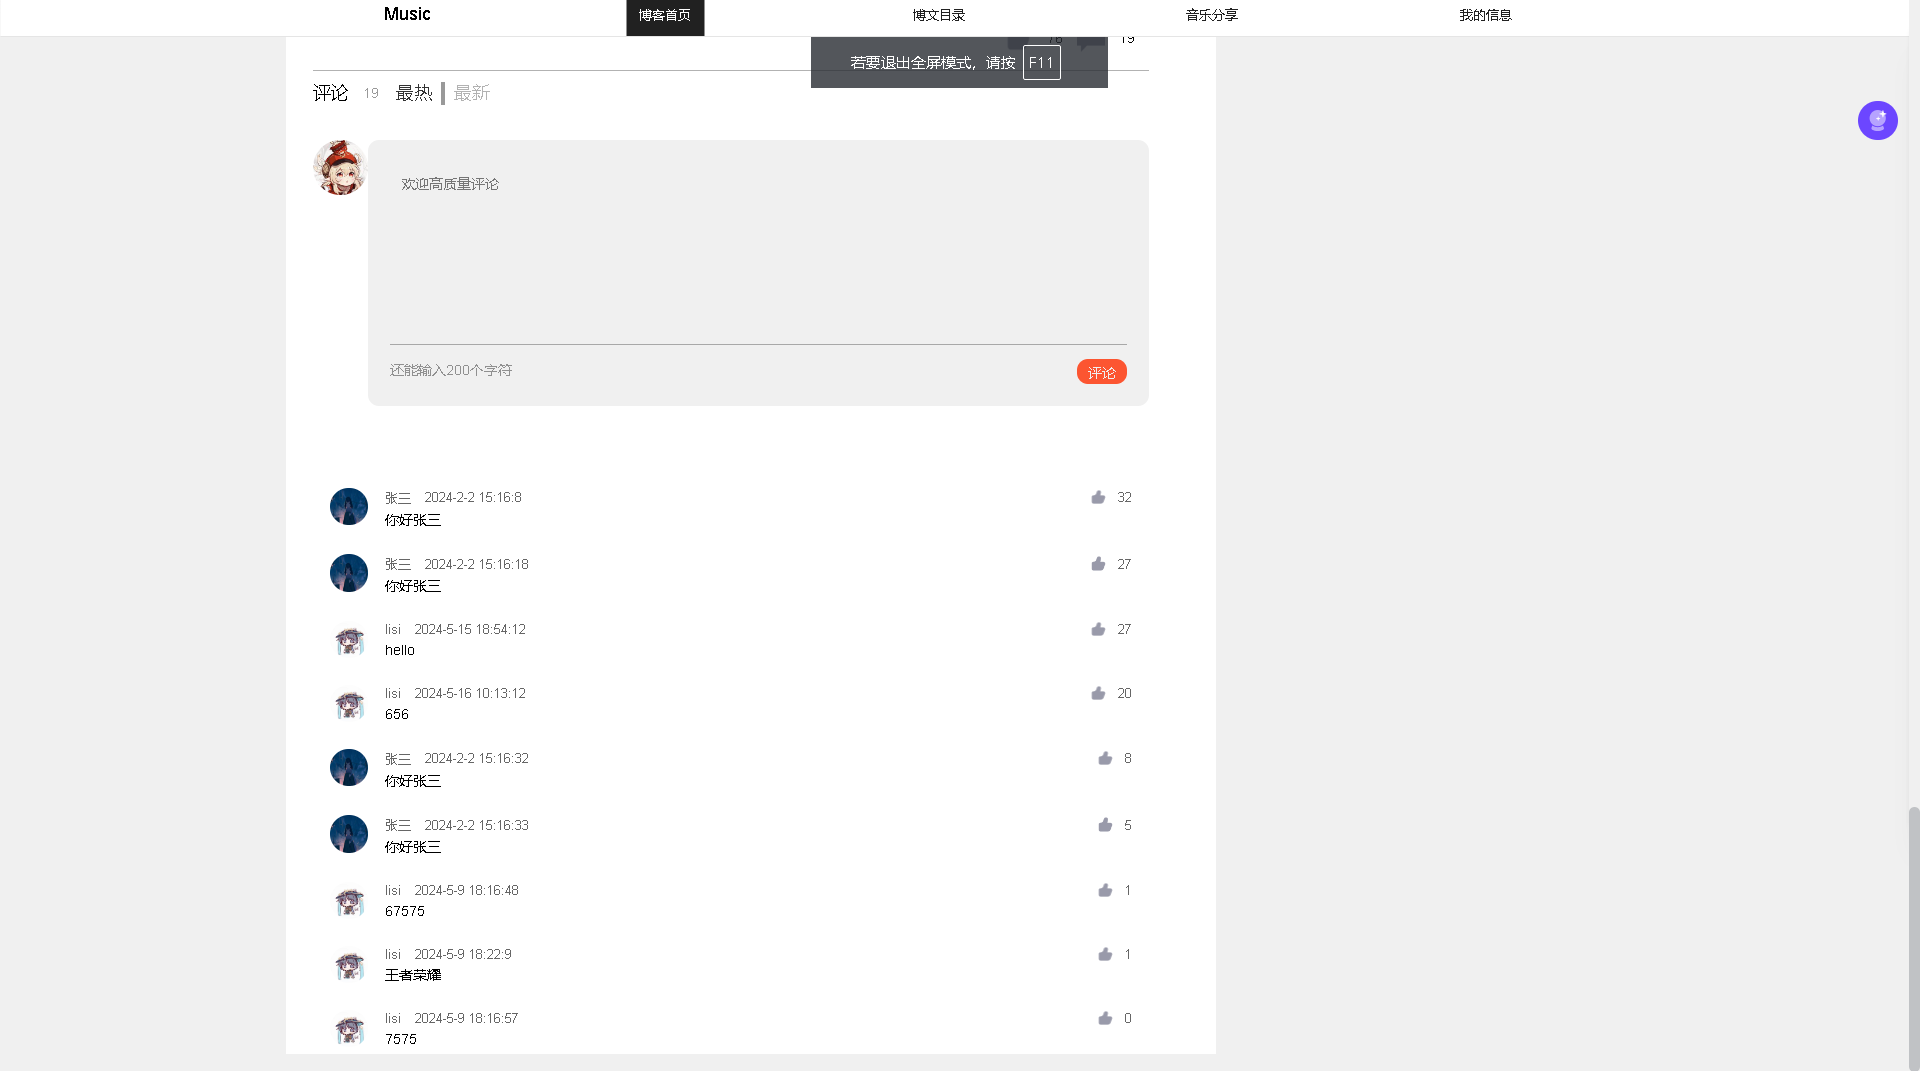 Music 博客首页 博文目录 音乐分享 我的信息
76 19
若要退出全屏模式，请按 F11
评论 19 最热 最新
欢迎高质量评论
还能输入200个字符 评论
张三 2024-2-2 15:16:8 32
你好张三
张三 2024-2-2 15:16:18 27
你好张三
lisi 2024-5-15 18:54:12 27
hello
lisi 2024-5-16 10:13:12 20
656
张三 2024-2-2 15:16:32 8
你好张三
张三 2024-2-2 15:16:33 5
你好张三
lisi 2024-5-9 18:16:48 1
67575
lisi 2024-5-9 18:22:9 1
王者荣耀
lisi 2024-5-9 18:16:57 0
7575